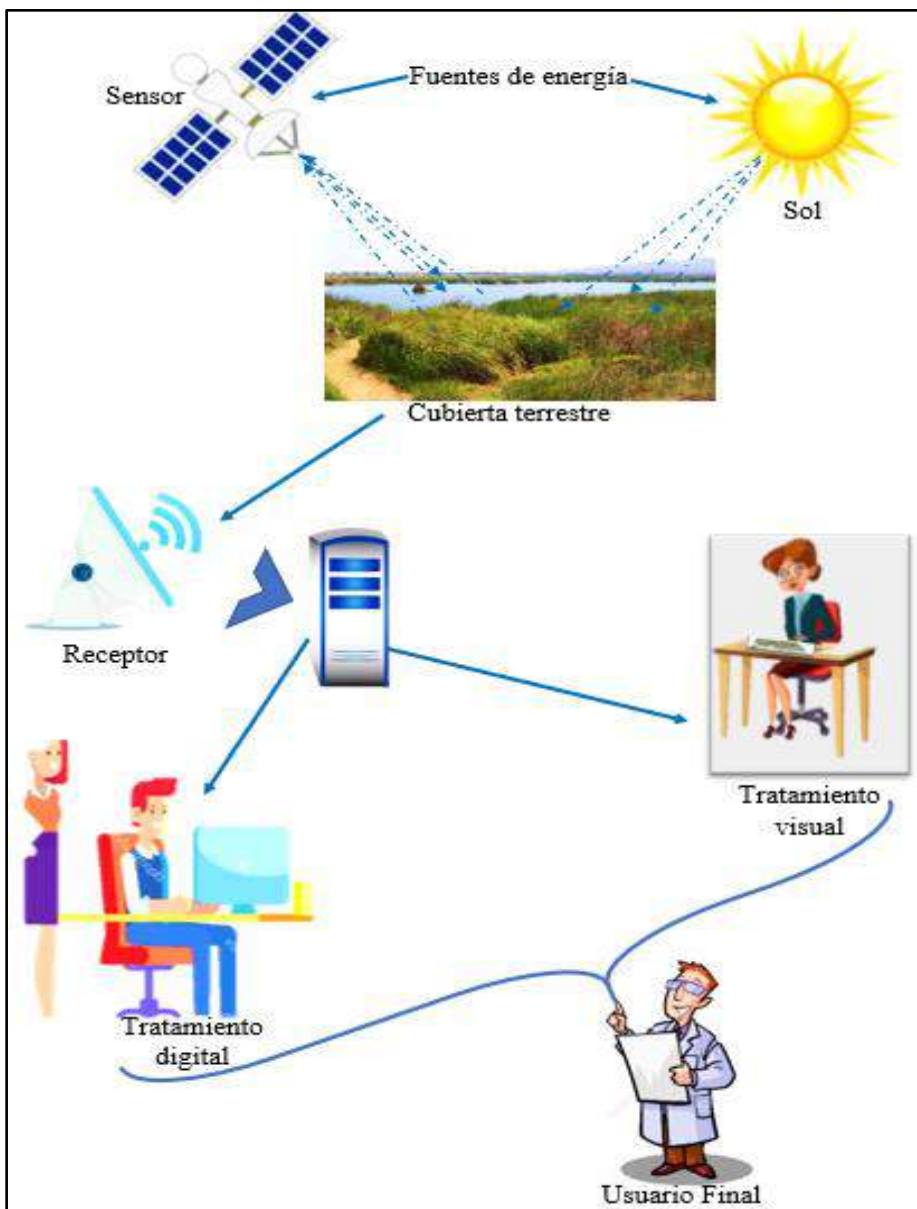 Fuentes de energía
Sensor
Sol
Cubierta terrestre
Receptor
Tratamiento
visual
Tratamiento
digital
Usuario Final